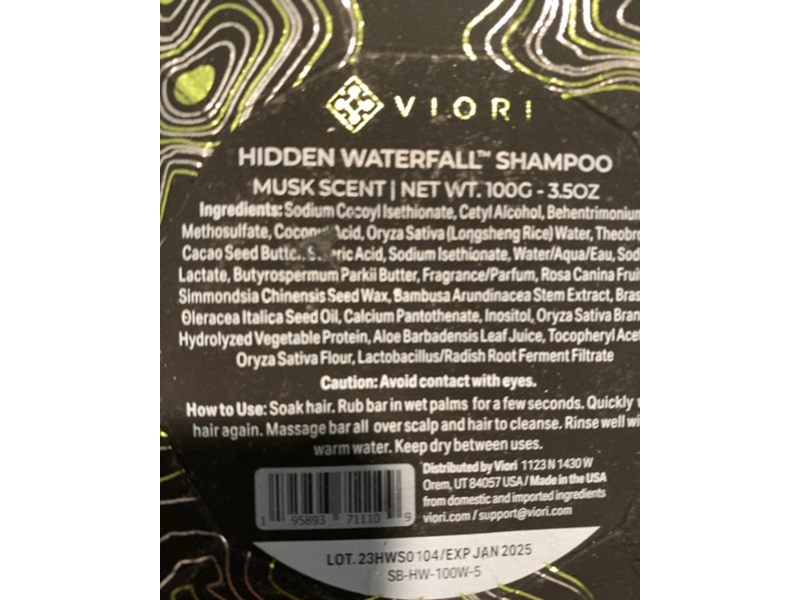 VIORI
HIDDEN WATERFALL™ SHAMPOO
MUSK SCENT | NET WT. 100G - 3.5OZ
Ingredients: Sodium Cocoyl Isethionate, Cetyl Alcohol, Behentrimonium
Methosulfate, Coconut Acid, Oryza Sativa (Longsheng Rice) Water, Theobro
Cacao Seed Butter, Stearic Acid, Sodium Isethionate, Water/Aqua/Eau, Sod
Lactate, Butyrospermum Parkii Butter, Fragrance/Parfum, Rosa Canina Frui
Simmondsia Chinensis Seed Wax, Bambusa Arundinacea Stem Extract, Bras
Oleracea Italica Seed Oil, Calcium Pantothenate, Inositol, Oryza Sativa Bran
Hydrolyzed Vegetable Protein, Aloe Barbadensis Leaf Juice, Tocopheryl Ace
Oryza Sativa Flour, Lactobacillus/Radish Root Ferment Filtrate
Caution: Avoid contact with eyes.
How to Use: Soak hair. Rub bar in wet palms for a few seconds. Quickly
hair again. Massage bar all over scalp and hair to cleanse. Rinse well wi
warm water. Keep dry between uses.
Distributed by Viori 1123 N 1430 W
Orem, UT 84057 USA / Made in the USA
from domestic and imported ingredients
viori.com / support@viori.com
1 95893 71110 9
LOT. 23HWS0104/EXP JAN 2025
SB-HW-100W-5